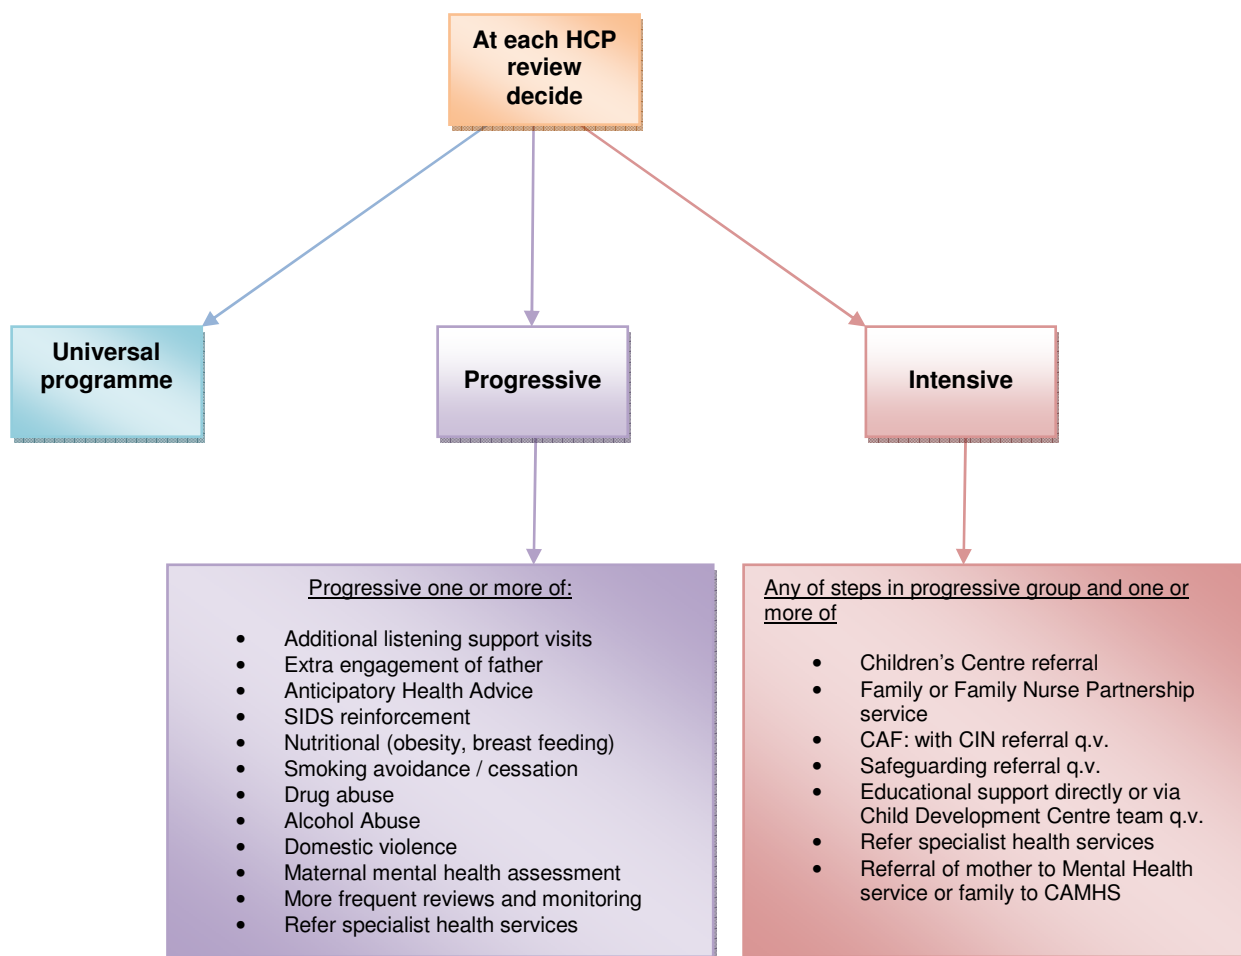 At each HCP
review
decide
Universal
programme
Progressive
Intensive
Progressive one or more of:
• Additional listening support visits
• Extra engagement of father
• Anticipatory Health Advice
• SIDS reinforcement
• Nutritional (obesity, breast feeding)
• Smoking avoidance / cessation
• Drug abuse
• Alcohol Abuse
• Domestic violence
• Maternal mental health assessment
• More frequent reviews and monitoring
• Refer specialist health services
Any of steps in progressive group and one or
more of
• Children’s Centre referral
• Family or Family Nurse Partnership
service
• CAF: with CIN referral q.v.
• Safeguarding referral q.v.
• Educational support directly or via
Child Development Centre team q.v.
• Refer specialist health services
• Referral of mother to Mental Health
service or family to CAMHS